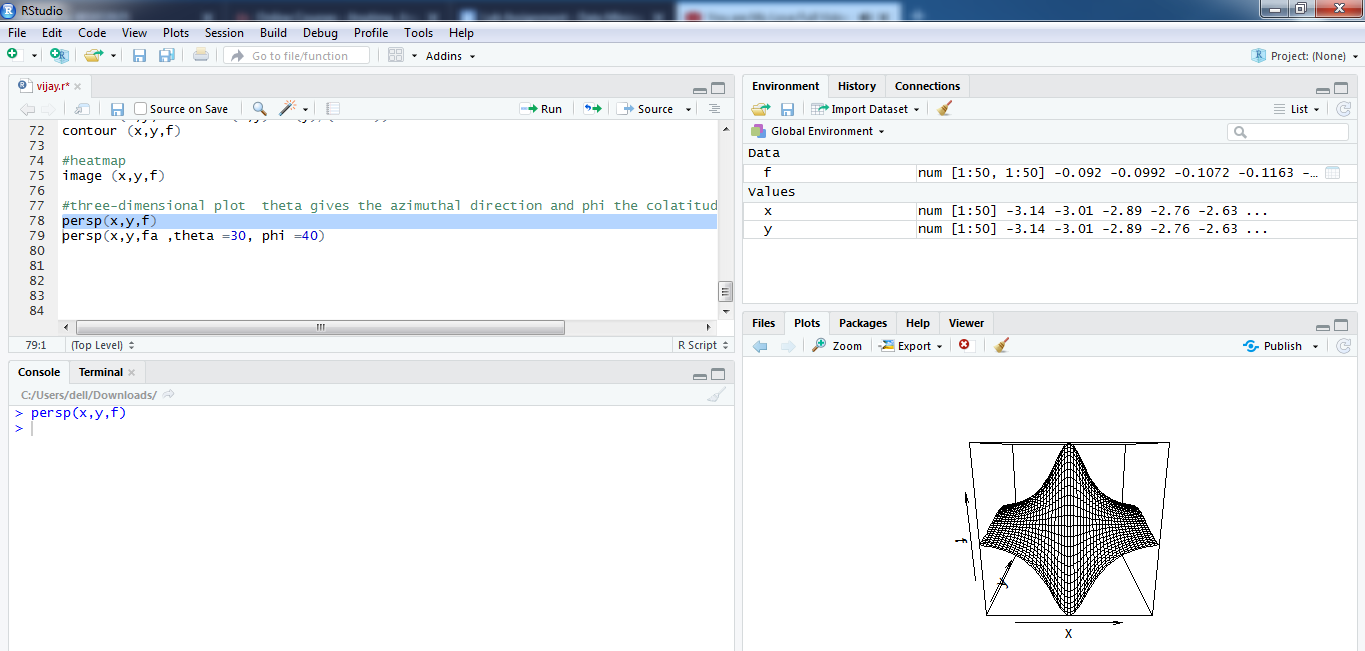 RStudio
File Edit Code View Plots Session Build Debug Profile Tools Help
Go to file/function Addins Project: (None)
vijay.r*
Source on Save Run Source
72 contour (x,y,f)
73
74 #heatmap
75 image (x,y,f)
76
77 #three-dimensional plot  theta gives the azimuthal direction and phi the colatitud
78 persp(x,y,f)
79 persp(x,y,fa ,theta =30, phi =40)
80
81
82
83
84
79:1 (Top Level) R Script
Console Terminal
C:/Users/dell/Downloads/
> persp(x,y,f)
>
Environment History Connections
Import Dataset List
Global Environment
Data
f num [1:50, 1:50] -0.092 -0.0992 -0.1072 -0.1163 -…
Values
x num [1:50] -3.14 -3.01 -2.89 -2.76 -2.63 ...
y num [1:50] -3.14 -3.01 -2.89 -2.76 -2.63 ...
Files Plots Packages Help Viewer
Zoom Export Publish
f
y
x